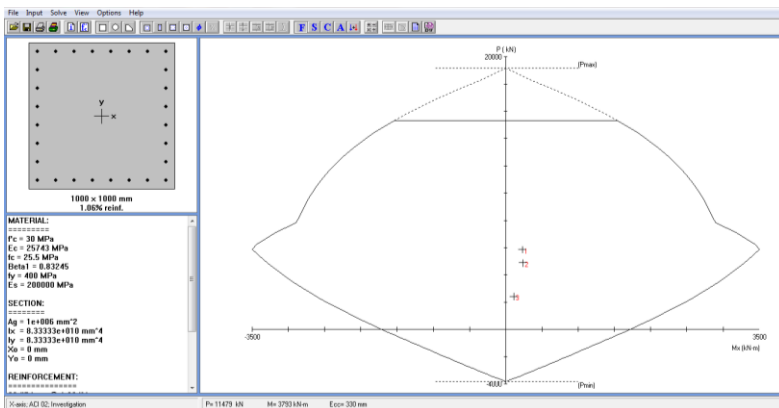 File Input Solve View Options Help
F S C A
y
x
1000 x 1000 mm
1.06% reinf.
MATERIAL:
=========
f'c = 30 MPa
Ec = 25743 MPa
fc = 25.5 MPa
Beta1 = 0.83245
fy = 400 MPa
Es = 200000 MPa
SECTION:
========
Ag = 1e+006 mm^2
Ix = 8.33333e+010 mm^4
Iy = 8.33333e+010 mm^4
Xo = 0 mm
Yo = 0 mm
REINFORCEMENT:
==============
P ( kN)
20000
(Pmax)
1
2
3
-3500
3500
Mx (kN-m)
-4000
(Pmin)
X-axis; ACI 02; Investigation
P= 11479 kN M= 3793 kN-m Ecc= 330 mm